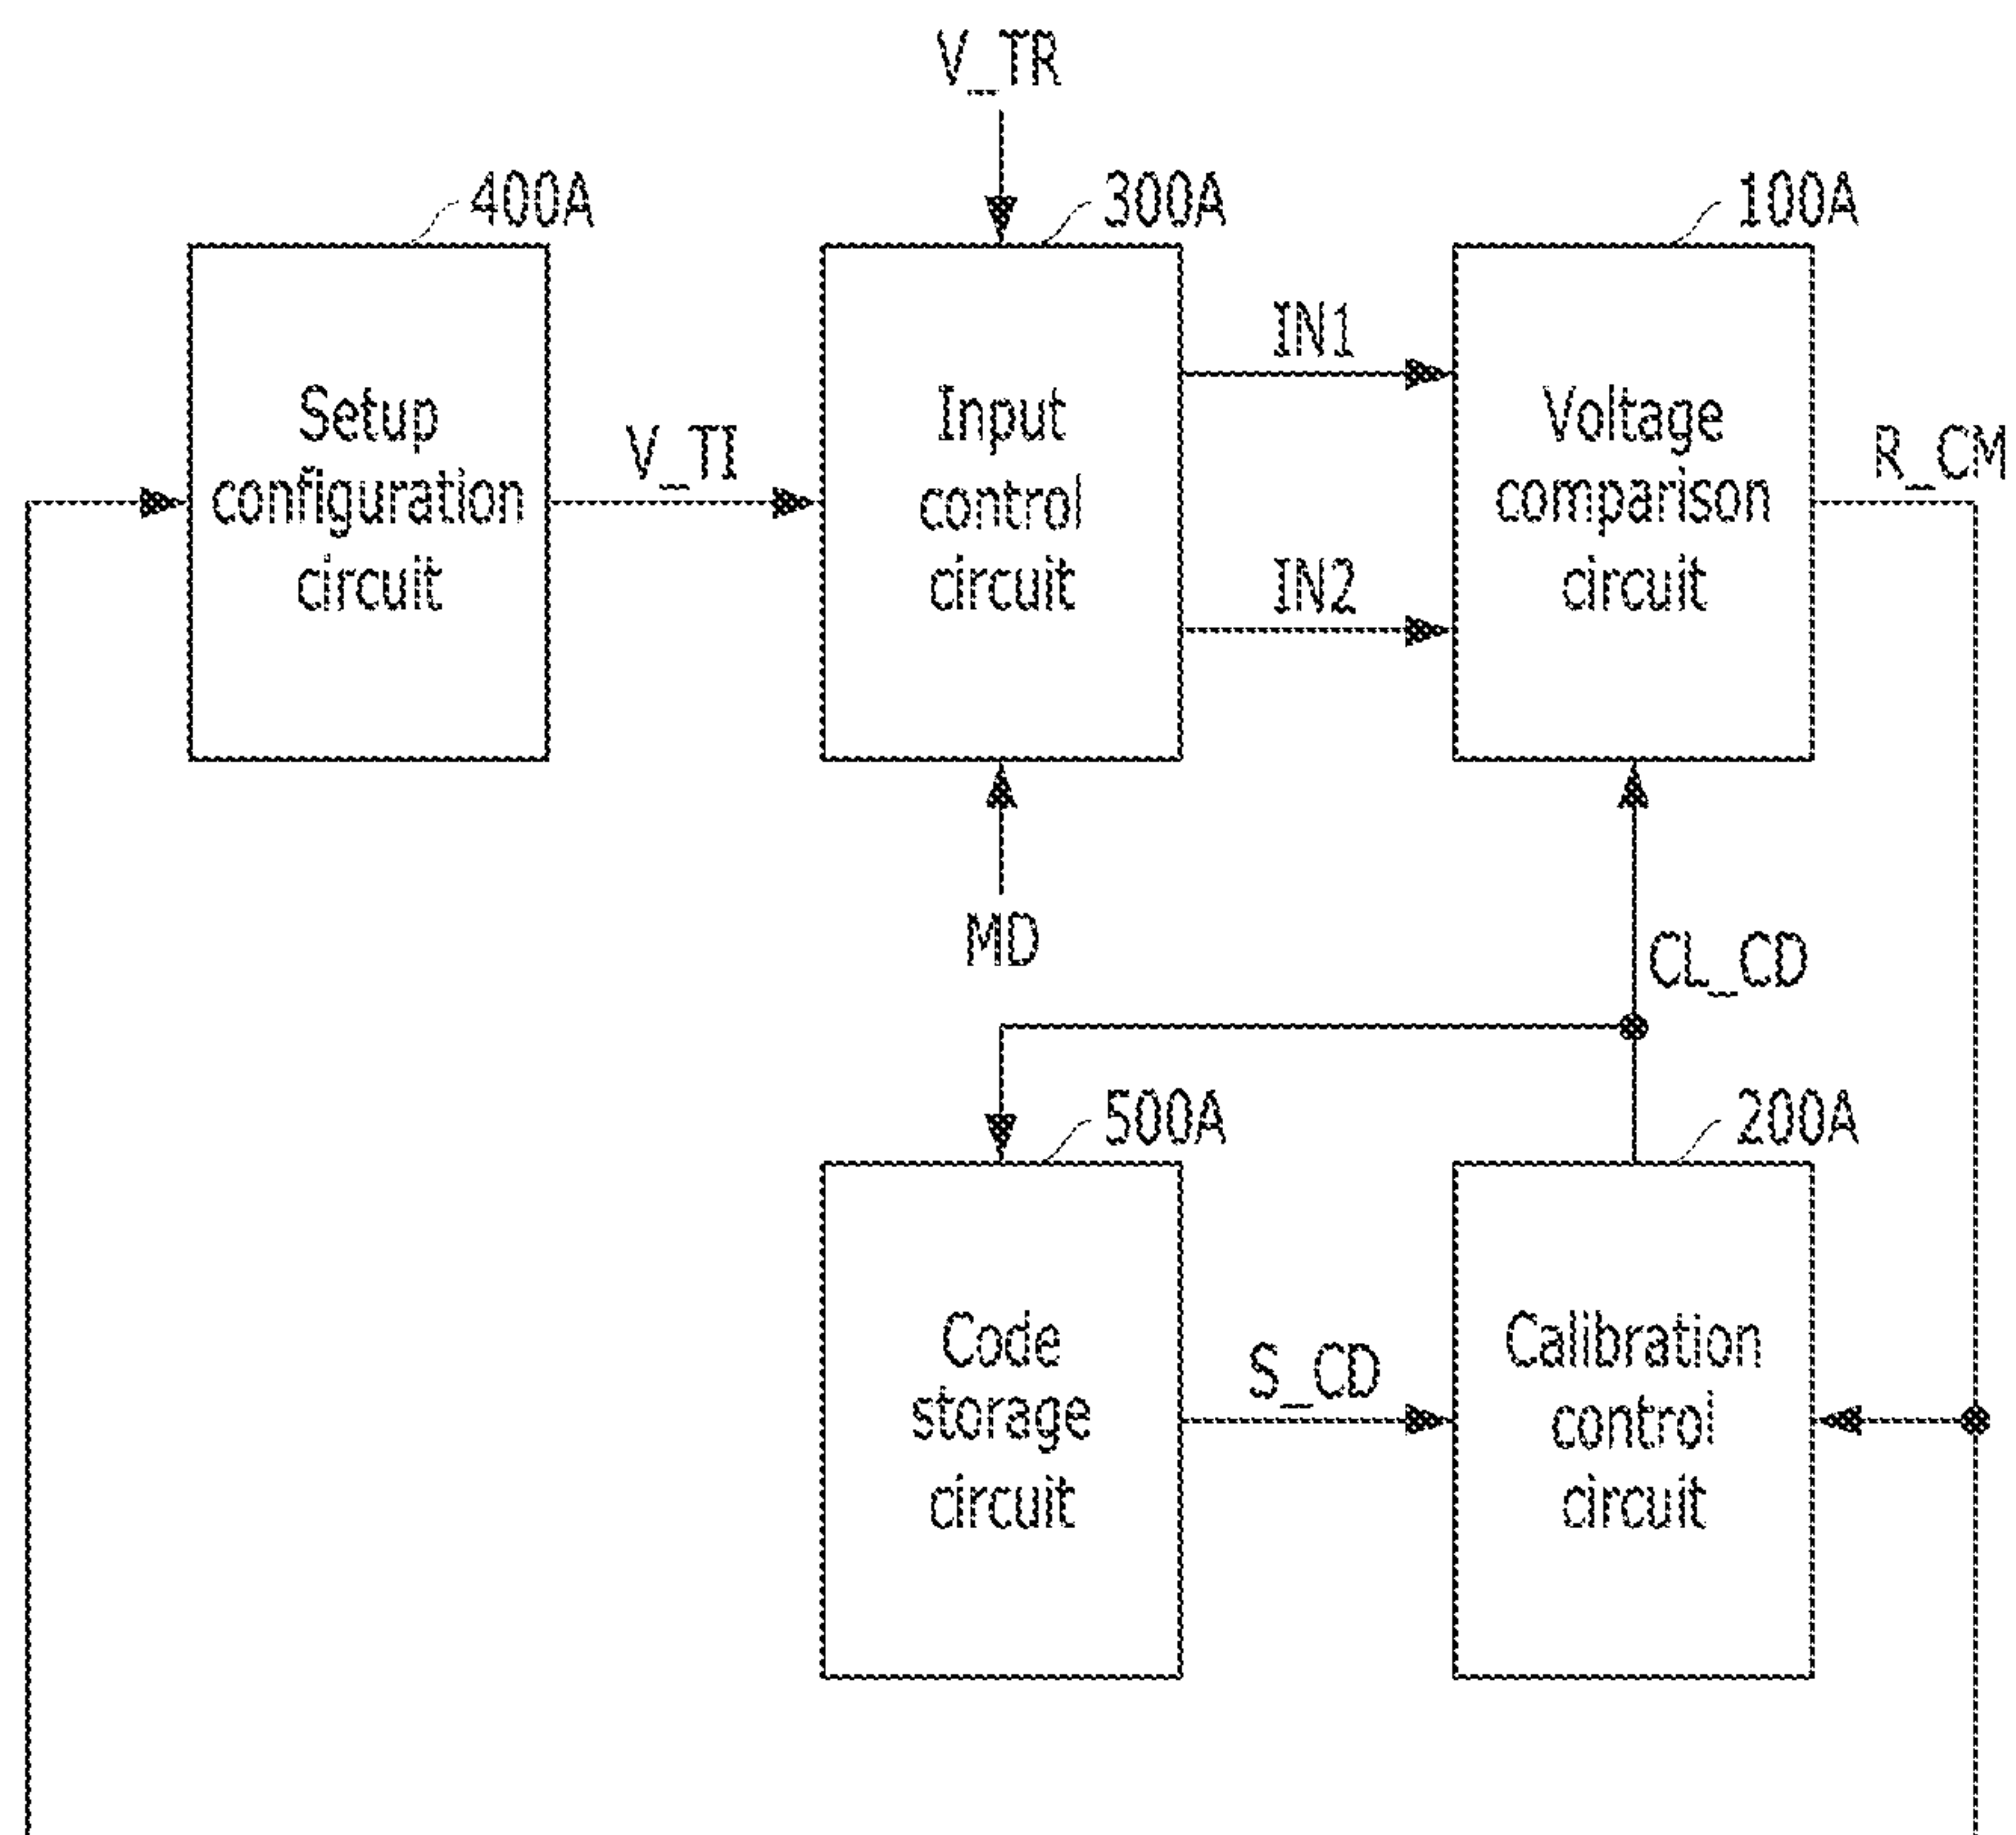 V_TR
400A
300A
100A
Setup
configuration
circuit
V_TI
Input
control
circuit
IN1
IN2
Voltage
comparison
circuit
R_CM
MD
CL_CD
500A
200A
Code
storage
circuit
S_CD
Calibration
control
circuit